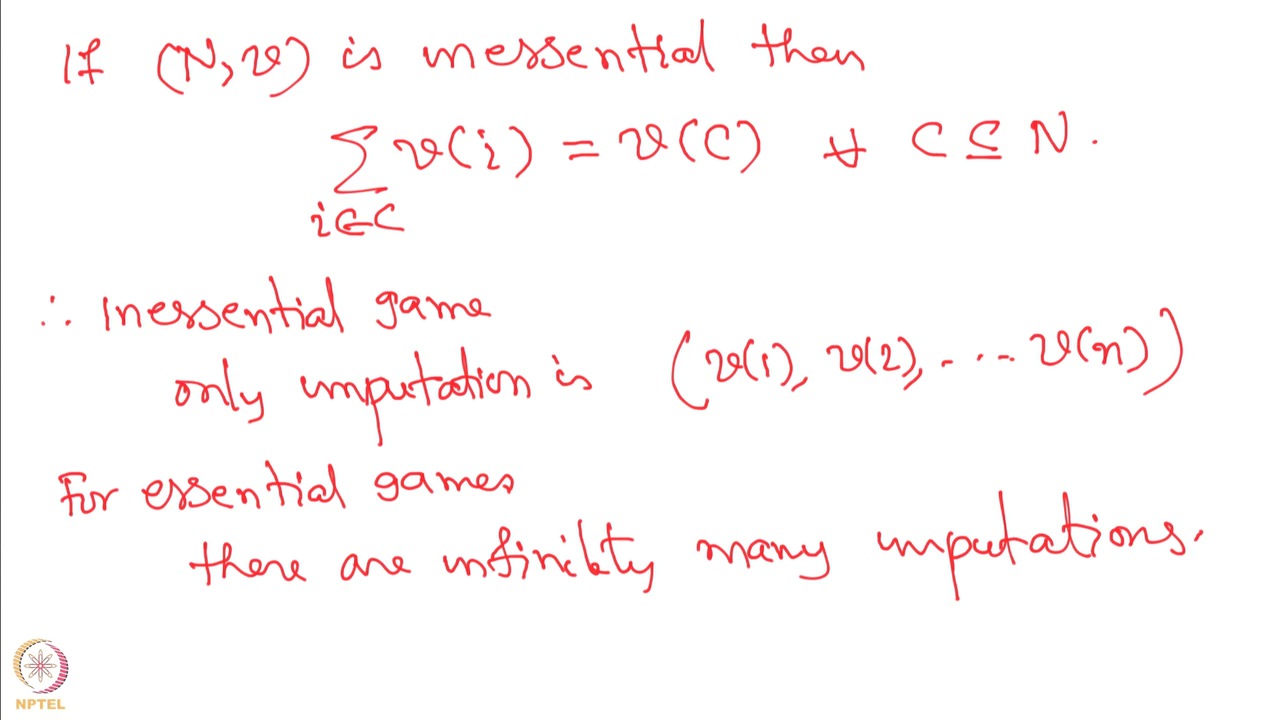 If (N, v) is inessential then
∑ v(i) = v(C) ∀ C ⊆ N.
i∈C
∴ Inessential game
only imputation is (v(1), v(2), - ... v(n))
For essential games
there are infinitely many imputations.
NPTEL